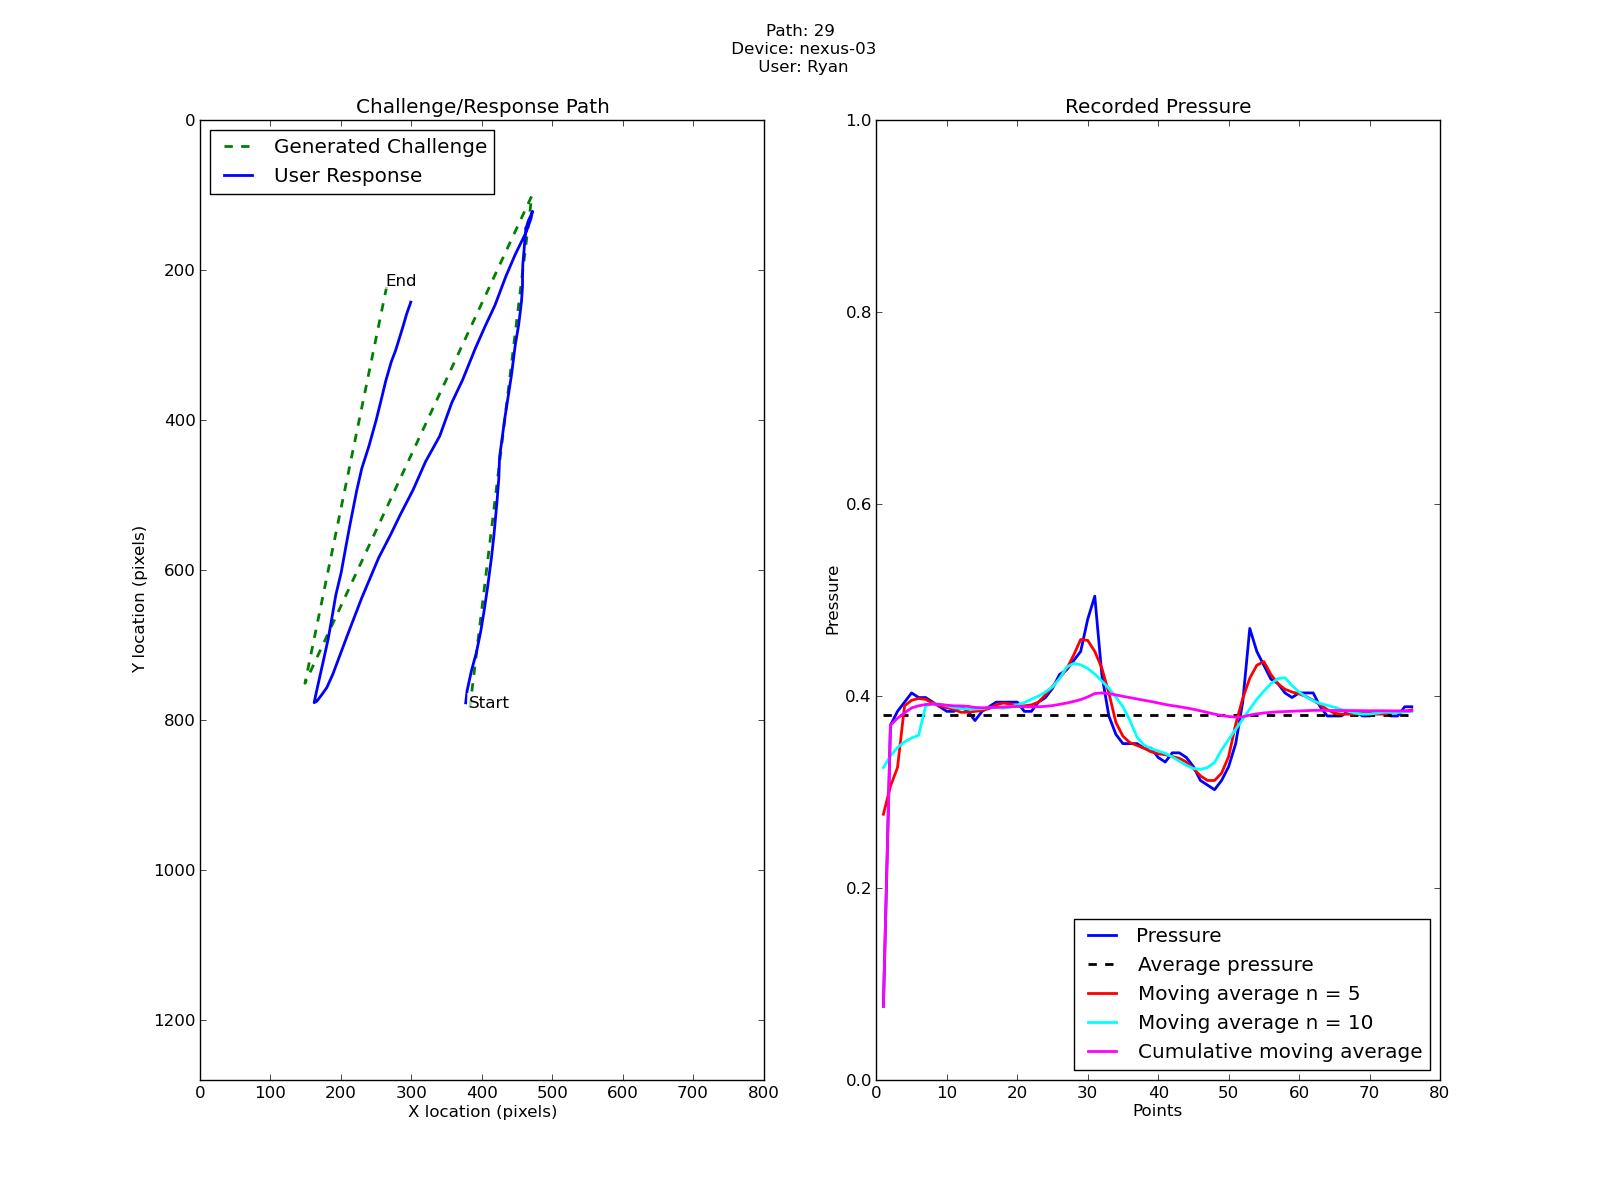 Path: 29
Device: nexus-03
User: Ryan
Challenge/Response Path
Generated Challenge
User Response
End
Start
0
200
400
600
800
1000
1200
Y location (pixels)
0 100 200 300 400 500 600 700 800
X location (pixels)
Recorded Pressure
1.0
0.8
0.6
0.4
0.2
0.0
Pressure
Pressure
Average pressure
Moving average n = 5
Moving average n = 10
Cumulative moving average
0 10 20 30 40 50 60 70 80
Points